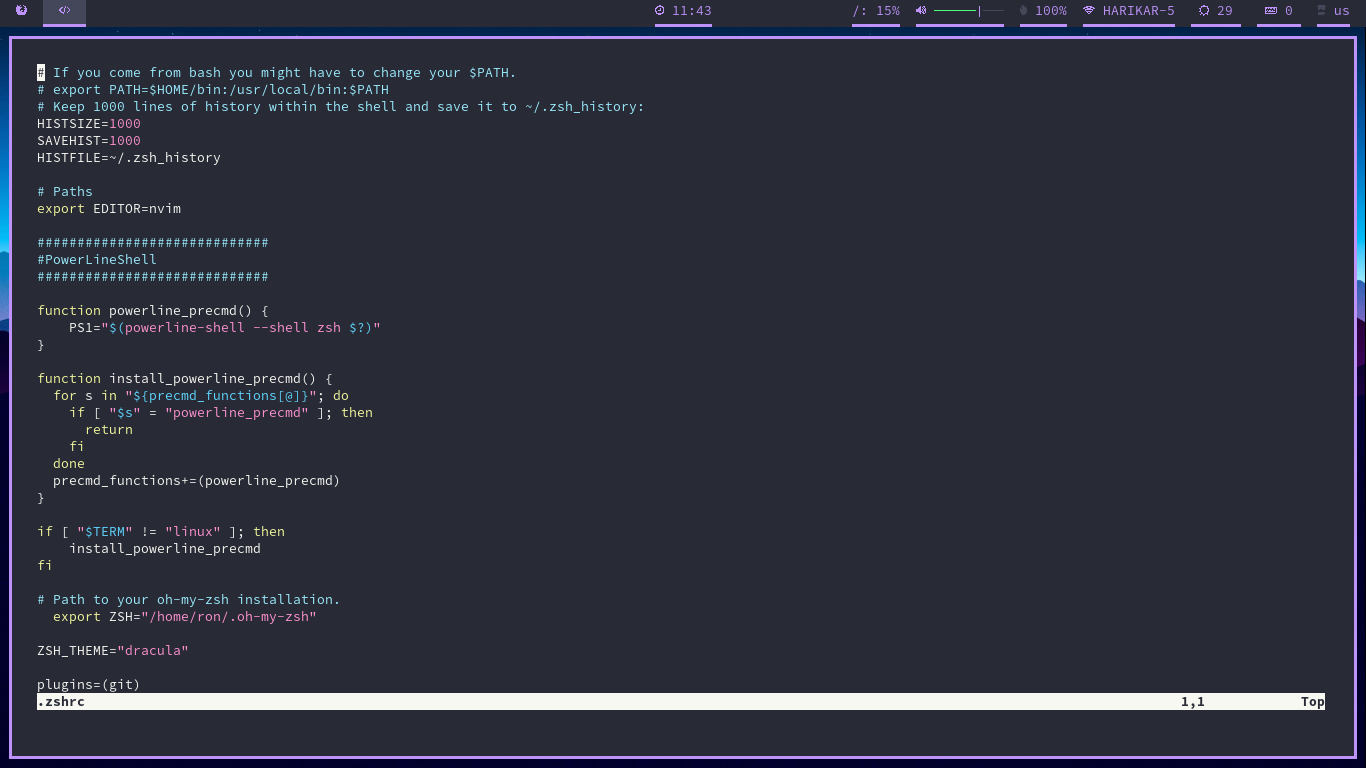 </> 11:43 /: 15% 100% HARIKAR-5 29 0 us
# If you come from bash you might have to change your $PATH.
# export PATH=$HOME/bin:/usr/local/bin:$PATH
# Keep 1000 lines of history within the shell and save it to ~/.zsh_history:
HISTSIZE=1000
SAVEHIST=1000
HISTFILE=~/.zsh_history
# Paths
export EDITOR=nvim
#############################
#PowerLineShell
#############################
function powerline_precmd() {
    PS1="$(powerline-shell --shell zsh $?)"
}
function install_powerline_precmd() {
  for s in "${precmd_functions[@]}"; do
    if [ "$s" = "powerline_precmd" ]; then
      return
    fi
  done
  precmd_functions+=(powerline_precmd)
}
if [ "$TERM" != "linux" ]; then
    install_powerline_precmd
fi
# Path to your oh-my-zsh installation.
  export ZSH="/home/ron/.oh-my-zsh"
ZSH_THEME="dracula"
plugins=(git)
.zshrc 1,1 Top